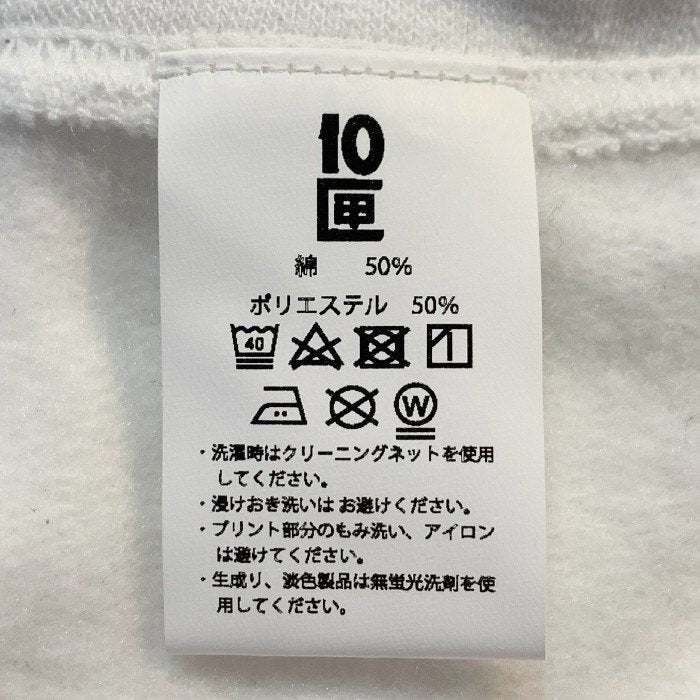 10
匣
綿 50%
ポリエステル 50%
40
W
・洗濯時はクリーニングネットを使用
してください。
・浸けおき洗いは お避けください。
・プリント部分のもみ洗い、アイロン
は避けてください。
・生成り、淡色製品は無蛍光洗剤を使
用してください。